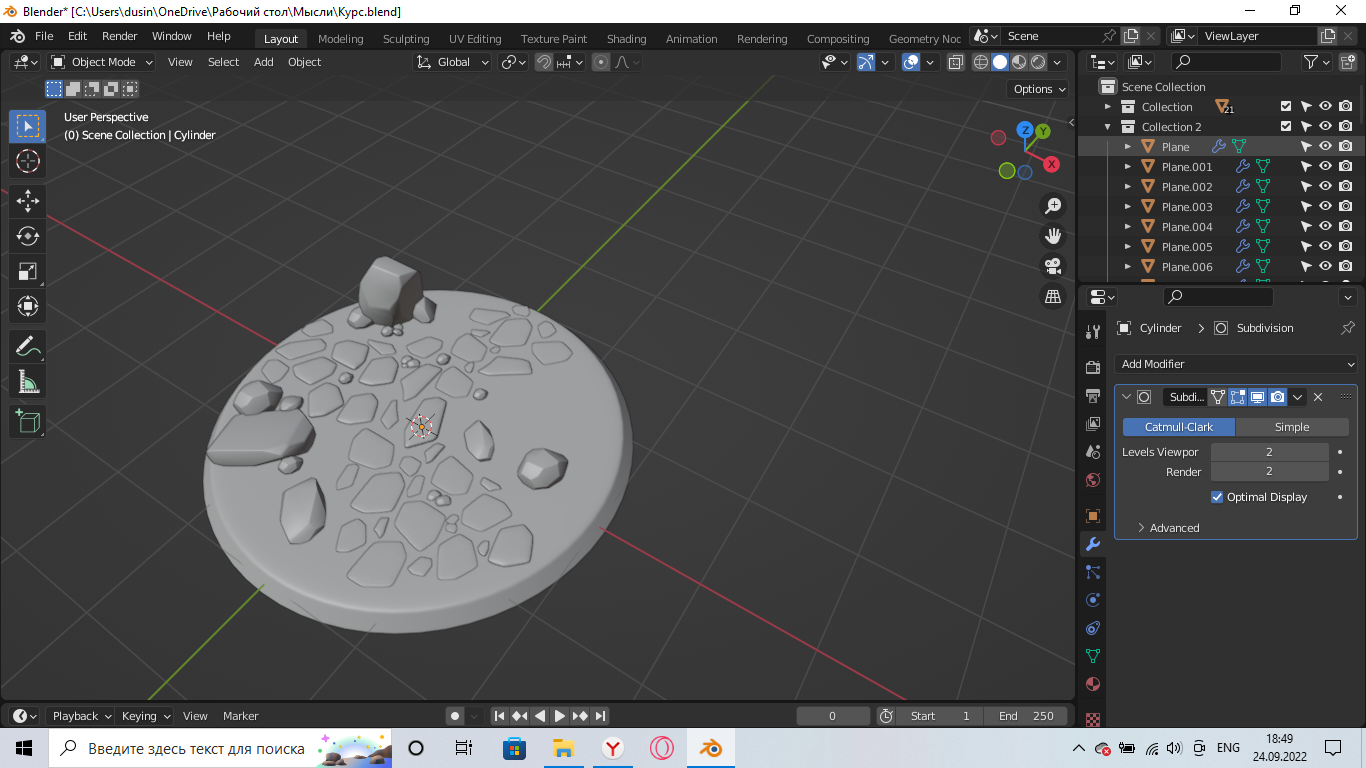 Blender* [C:\Users\dusin\OneDrive\Рабочий стол\Мысли\Курс.blend]
File Edit Render Window Help Layout Modeling Sculpting UV Editing Texture Paint Shading Animation Rendering Compositing Geometry Noc Scene ViewLayer
Object Mode View Select Add Object Global
Options
User Perspective
(0) Scene Collection | Cylinder
Z Y X
Scene Collection
Collection 21
Collection 2
Plane
Plane.001
Plane.002
Plane.003
Plane.004
Plane.005
Plane.006
Cylinder Subdivision
Add Modifier
Subdi...
Catmull-Clark Simple
Levels Viewpor 2
Render 2
Optimal Display
Advanced
Playback Keying View Marker 0 Start 1 End 250
Введите здесь текст для поиска
ENG
18:49
24.09.2022